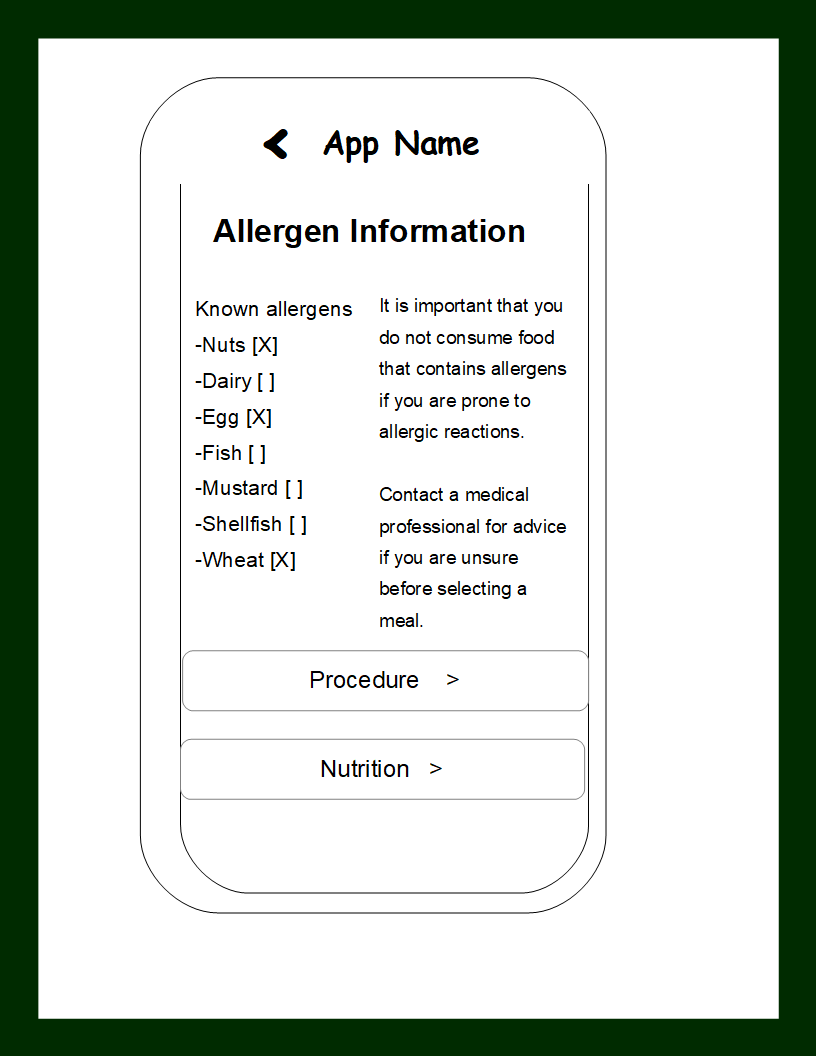 < App Name
Allergen Information
Known allergens
-Nuts [X]
-Dairy [ ]
-Egg [X]
-Fish [ ]
-Mustard [ ]
-Shellfish [ ]
-Wheat [X]
It is important that you
do not consume food
that contains allergens
if you are prone to
allergic reactions.
Contact a medical
professional for advice
if you are unsure
before selecting a
meal.
Procedure >
Nutrition >